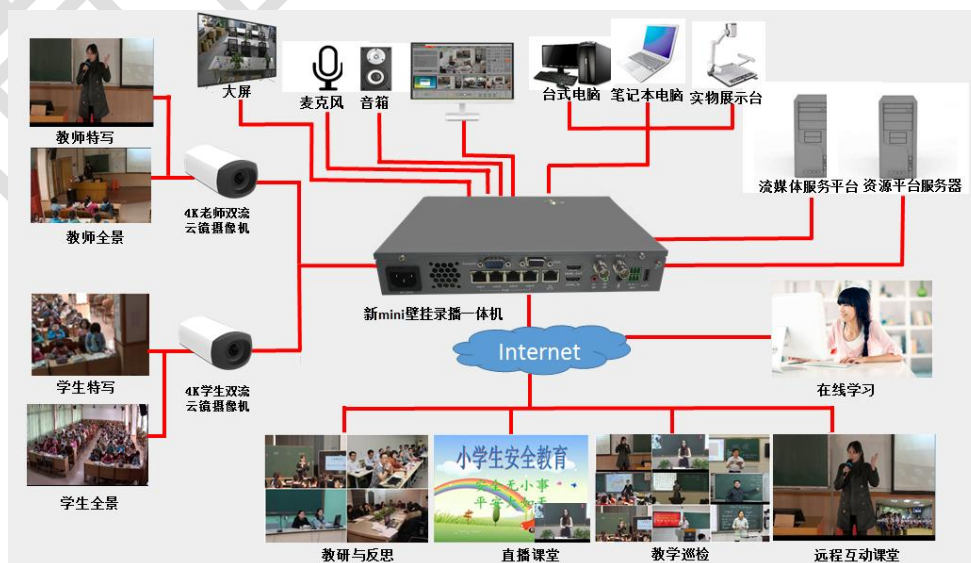 大屏
麦克风
音箱
台式电脑
笔记本电脑
实物展示台
教师特写
流媒体服务平台
资源平台服务器
4K老师双流
云镜摄像机
教师全景
新mini壁挂录播一体机
Internet
学生特写
4K学生双流
云镜摄像机
在线学习
小学生安全教育
安全无小事
学生全景
教研与反思
直播课堂
教学巡检
远程互动课堂